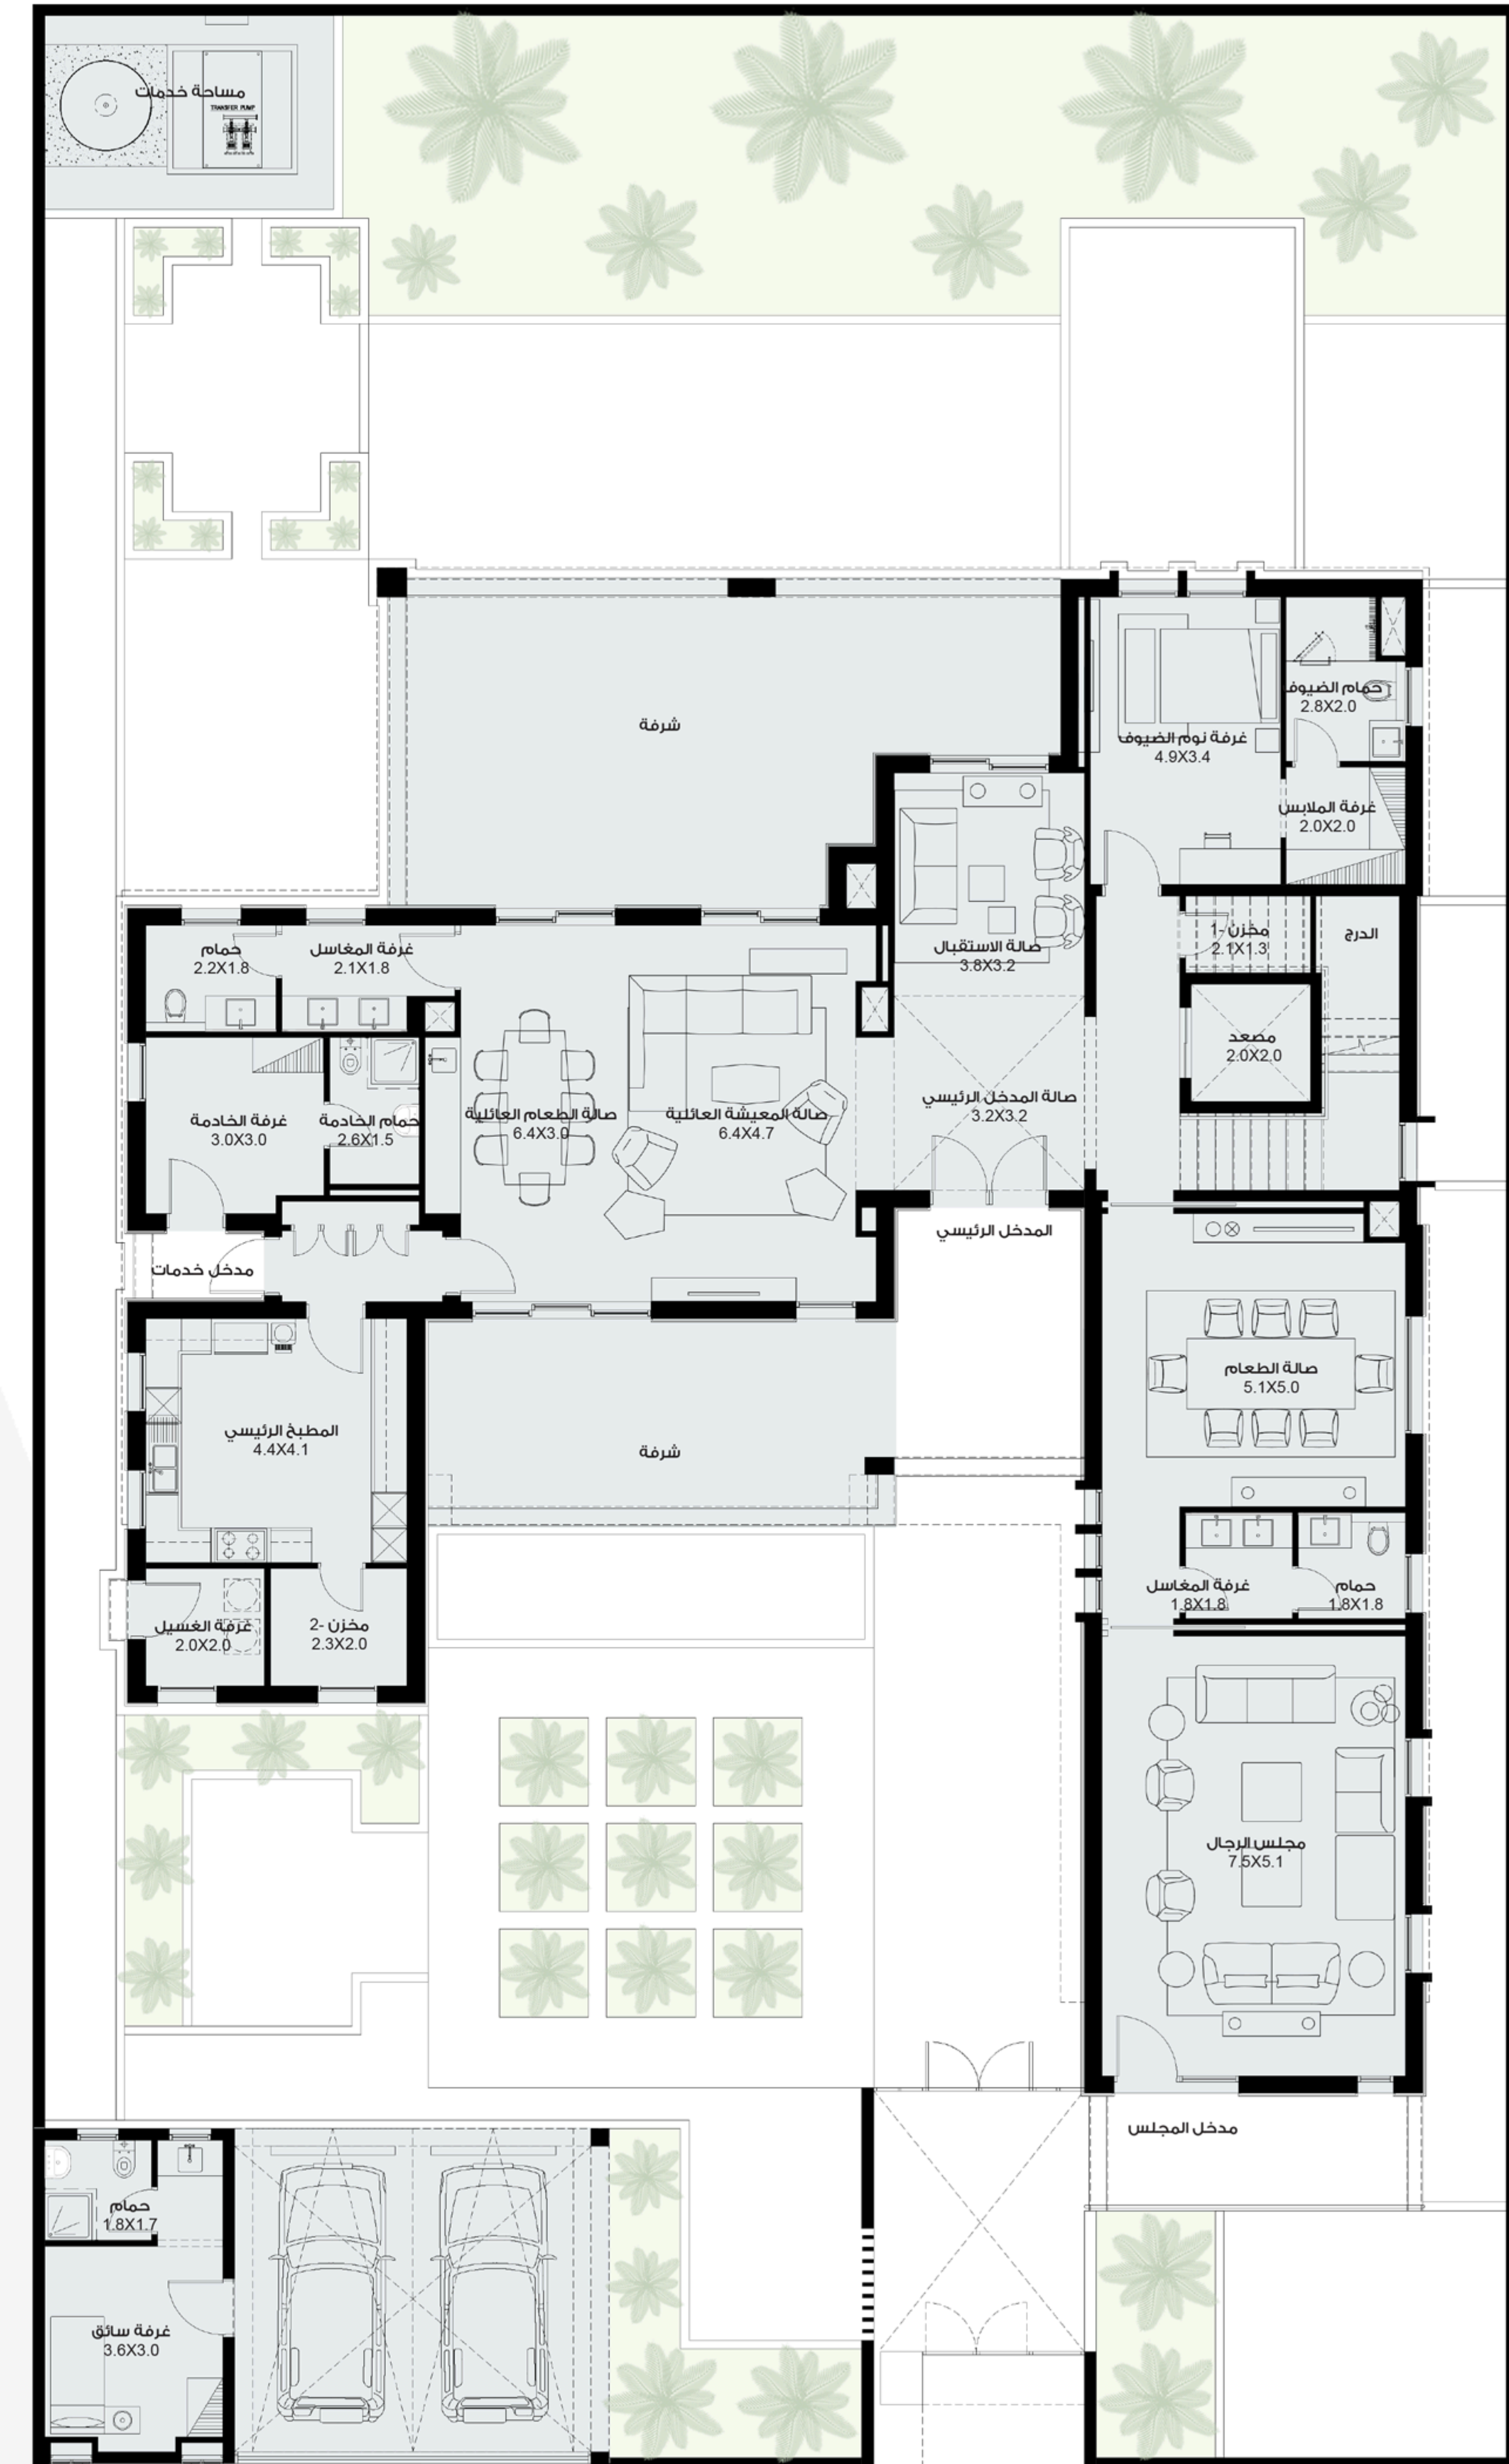 مساحة خدمات
TRANSFER PUMP
شرفة
حمام الضيوف
2.8X2.0
غرفة نوم الضيوف
4.9X3.4
غرفة الملابس
2.0X2.0
مخزن -1
2.1X1.3
الدرج
صالة الاستقبال
3.8X3.2
غرفة المغاسل
2.1X1.8
حمام
2.2X1.8
مصعد
2.0X2.0
صالة المدخل الرئيسي
3.2X3.2
صالة المعيشة العائلية
6.4X4.7
صالة الطعام العائلية
6.4X3.0
حمام الخادمة
2.6X1.5
غرفة الخادمة
3.0X3.0
المدخل الرئيسي
مدخل خدمات
صالة الطعام
5.1X5.0
المطبخ الرئيسي
4.4X4.1
شرفة
حمام
1.8X1.8
غرفة المغاسل
1.8X1.8
مخزن -2
2.3X2.0
غرفة الغسيل
2.0X2.0
مجلس الرجال
7.5X5.1
مدخل المجلس
حمام
1.8X1.7
غرفة سائق
3.6X3.0